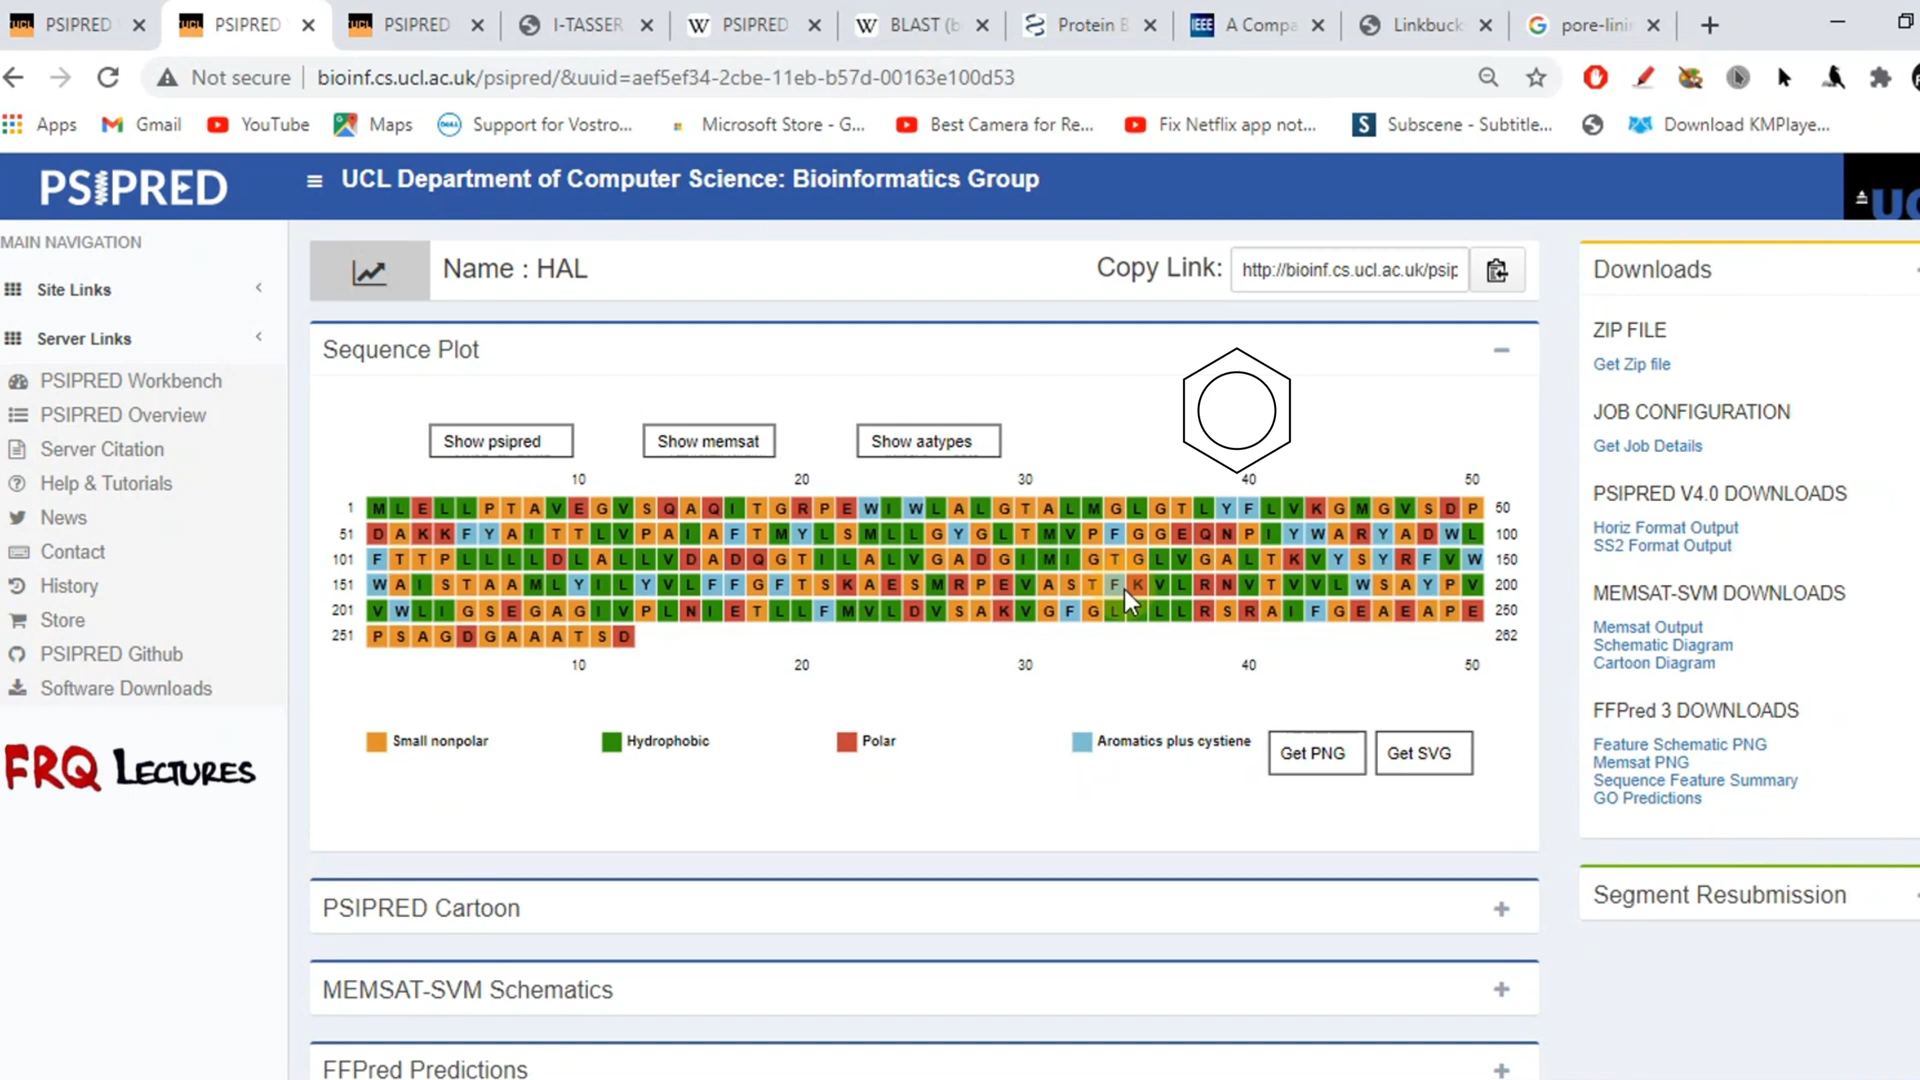 PSIPRED
PSIPRED
PSIPRED
I-TASSER
PSIPRED
BLAST (b
Protein B
A Compa
Linkbuck
pore-linin
Not secure
bioinf.cs.ucl.ac.uk/psipred/&uuid=aef5ef34-2cbe-11eb-b57d-00163e100d53
Apps
Gmail
YouTube
Maps
Support for Vostro...
Microsoft Store - G...
Best Camera for Re...
Fix Netflix app not...
Subscene - Subtitle...
Download KMPlaye...
PSIPRED
UCL Department of Computer Science: Bioinformatics Group
MAIN NAVIGATION
Site Links
Server Links
PSIPRED Workbench
PSIPRED Overview
Server Citation
Help & Tutorials
News
Contact
History
Store
PSIPRED Github
Software Downloads
FRQ LECTURES
Name : HAL
Copy Link:
http://bioinf.cs.ucl.ac.uk/psip
Sequence Plot
Show psipred
Show memsat
Show aatypes
10 20 30 40 50
1 M L E L L P T A V E G V S Q A Q I T G R P E W I W L A L G T A L M G L G T L Y F L V K G M G V S D P 50
51 D A K K F Y A I T T L V P A I A F T M Y L S M L L G Y G L T M V P F G G E Q N P I Y W A R Y A D W L 100
101 F T T P L L L L D L A L L V D A D Q G T I L A L V G A D G I M I G T G L V G A L T K V Y S Y R F V W 150
151 W A I S T A A M L Y I L Y V L F F G F T S K A E S M R P E V A S T F K V L R N V T V V L W S A Y P V 200
201 V W L I G S E G A G I V P L N I E T L L F M V L D V S A K V G F G L I L L R S R A I F G E A E A P E 250
251 P S A G D G A A A T S D 262
10 20 30 40 50
Small nonpolar
Hydrophobic
Polar
Aromatics plus cystiene
Get PNG
Get SVG
PSIPRED Cartoon
MEMSAT-SVM Schematics
FFPred Predictions
Downloads
ZIP FILE
Get Zip file
JOB CONFIGURATION
Get Job Details
PSIPRED V4.0 DOWNLOADS
Horiz Format Output
SS2 Format Output
MEMSAT-SVM DOWNLOADS
Memsat Output
Schematic Diagram
Cartoon Diagram
FFPred 3 DOWNLOADS
Feature Schematic PNG
Memsat PNG
Sequence Feature Summary
GO Predictions
Segment Resubmission